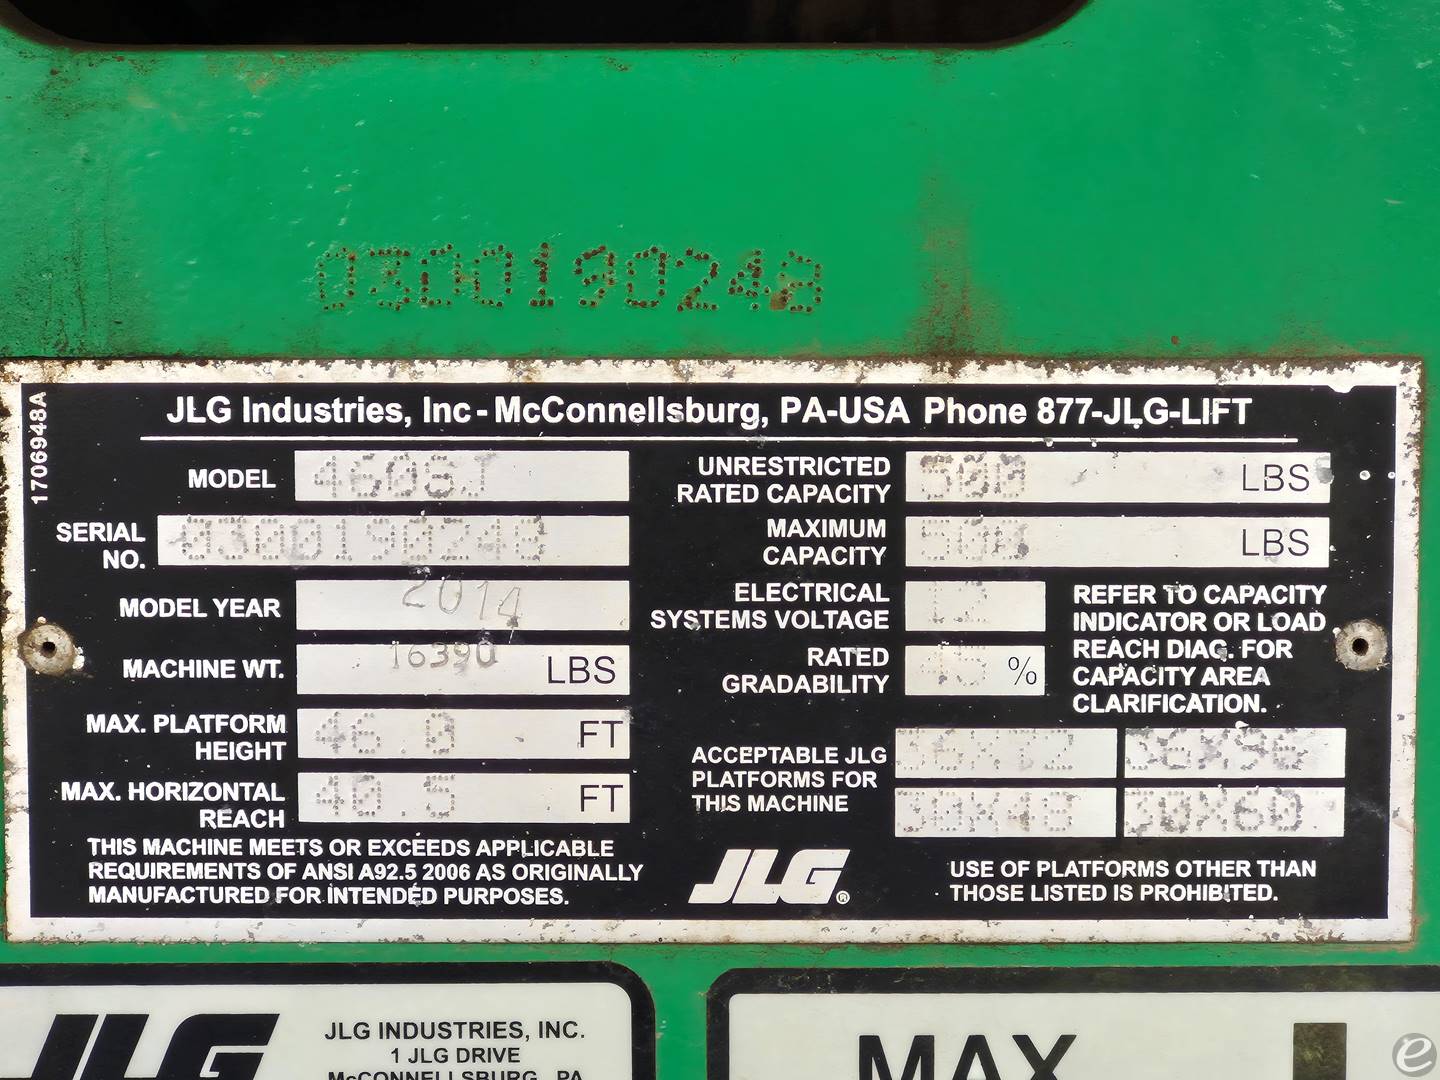 0300190248
1706948A
JLG Industries, Inc - McConnellsburg, PA-USA Phone 877-JLG-LIFT
MODEL 460SJ
SERIAL NO. 0300190248
MODEL YEAR 2014
MACHINE WT. 16390 LBS
MAX. PLATFORM HEIGHT 46.0 FT
MAX. HORIZONTAL REACH 40.5 FT
THIS MACHINE MEETS OR EXCEEDS APPLICABLE
REQUIREMENTS OF ANSI A92.5 2006 AS ORIGINALLY
MANUFACTURED FOR INTENDED PURPOSES.
UNRESTRICTED RATED CAPACITY 500 LBS
MAXIMUM CAPACITY 500 LBS
ELECTRICAL SYSTEMS VOLTAGE 12
RATED GRADABILITY 45 %
REFER TO CAPACITY
INDICATOR OR LOAD
REACH DIAG. FOR
CAPACITY AREA
CLARIFICATION.
ACCEPTABLE JLG
PLATFORMS FOR
THIS MACHINE
36X72 36X96
30X48 30X60
JLG®
USE OF PLATFORMS OTHER THAN
THOSE LISTED IS PROHIBITED.
JLG
JLG INDUSTRIES, INC.
1 JLG DRIVE
McCONNELLSBURG, PA
MAX
e